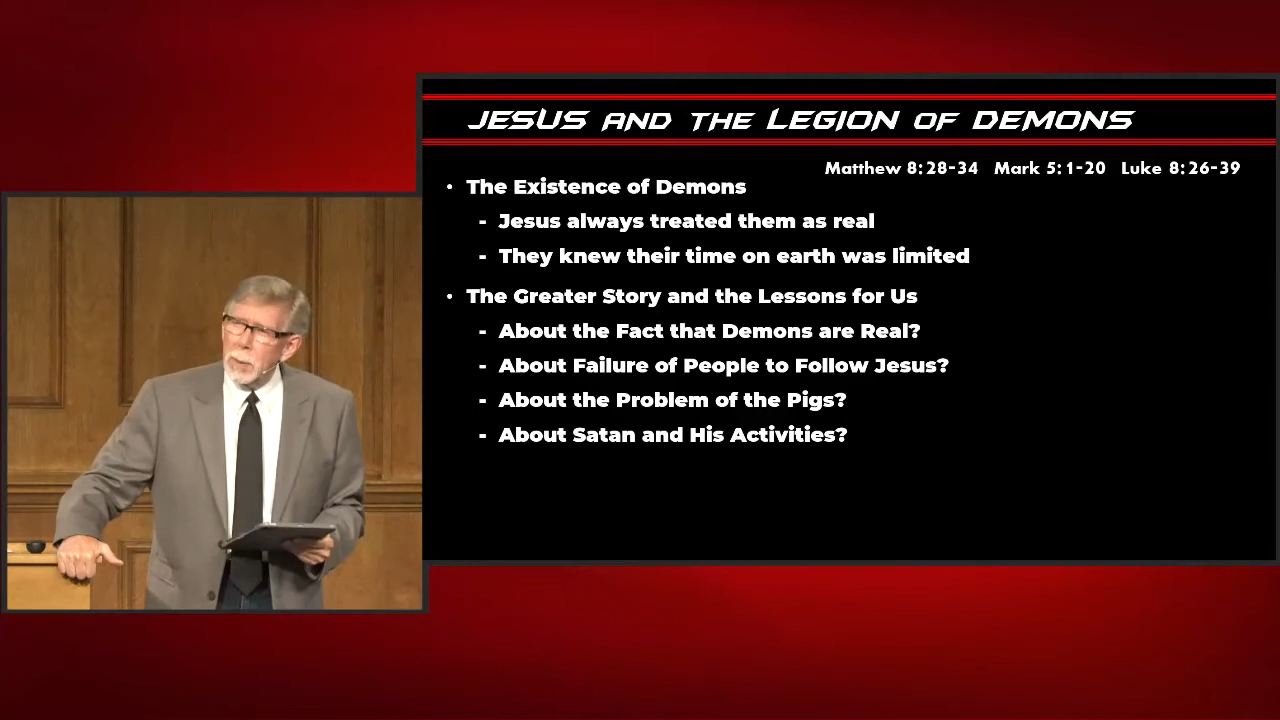 JESUS AND THE LEGION OF DEMONS
Matthew 8:28-34 Mark 5:1-20 Luke 8:26-39
• The Existence of Demons
- Jesus always treated them as real
- They knew their time on earth was limited
• The Greater Story and the Lessons for Us
- About the Fact that Demons are Real?
- About Failure of People to Follow Jesus?
- About the Problem of the Pigs?
- About Satan and His Activities?